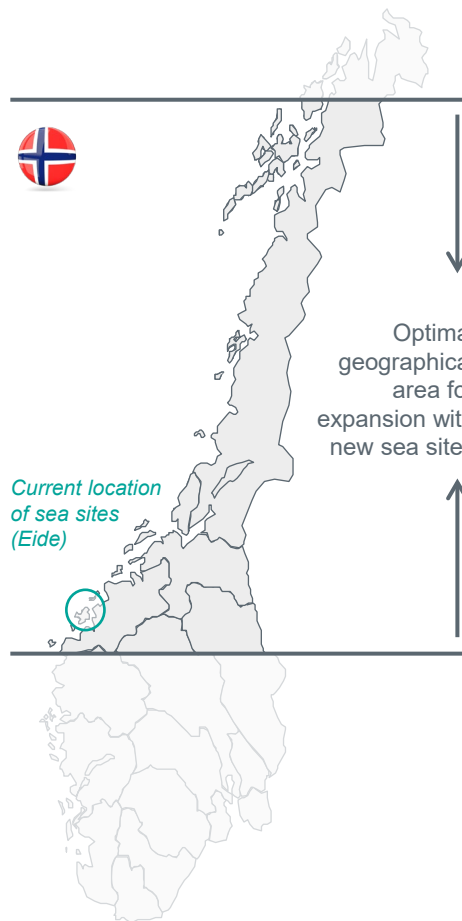 Optima
geographica
area fo
expansion wit
new sea site
Current location
of sea sites
(Eide)